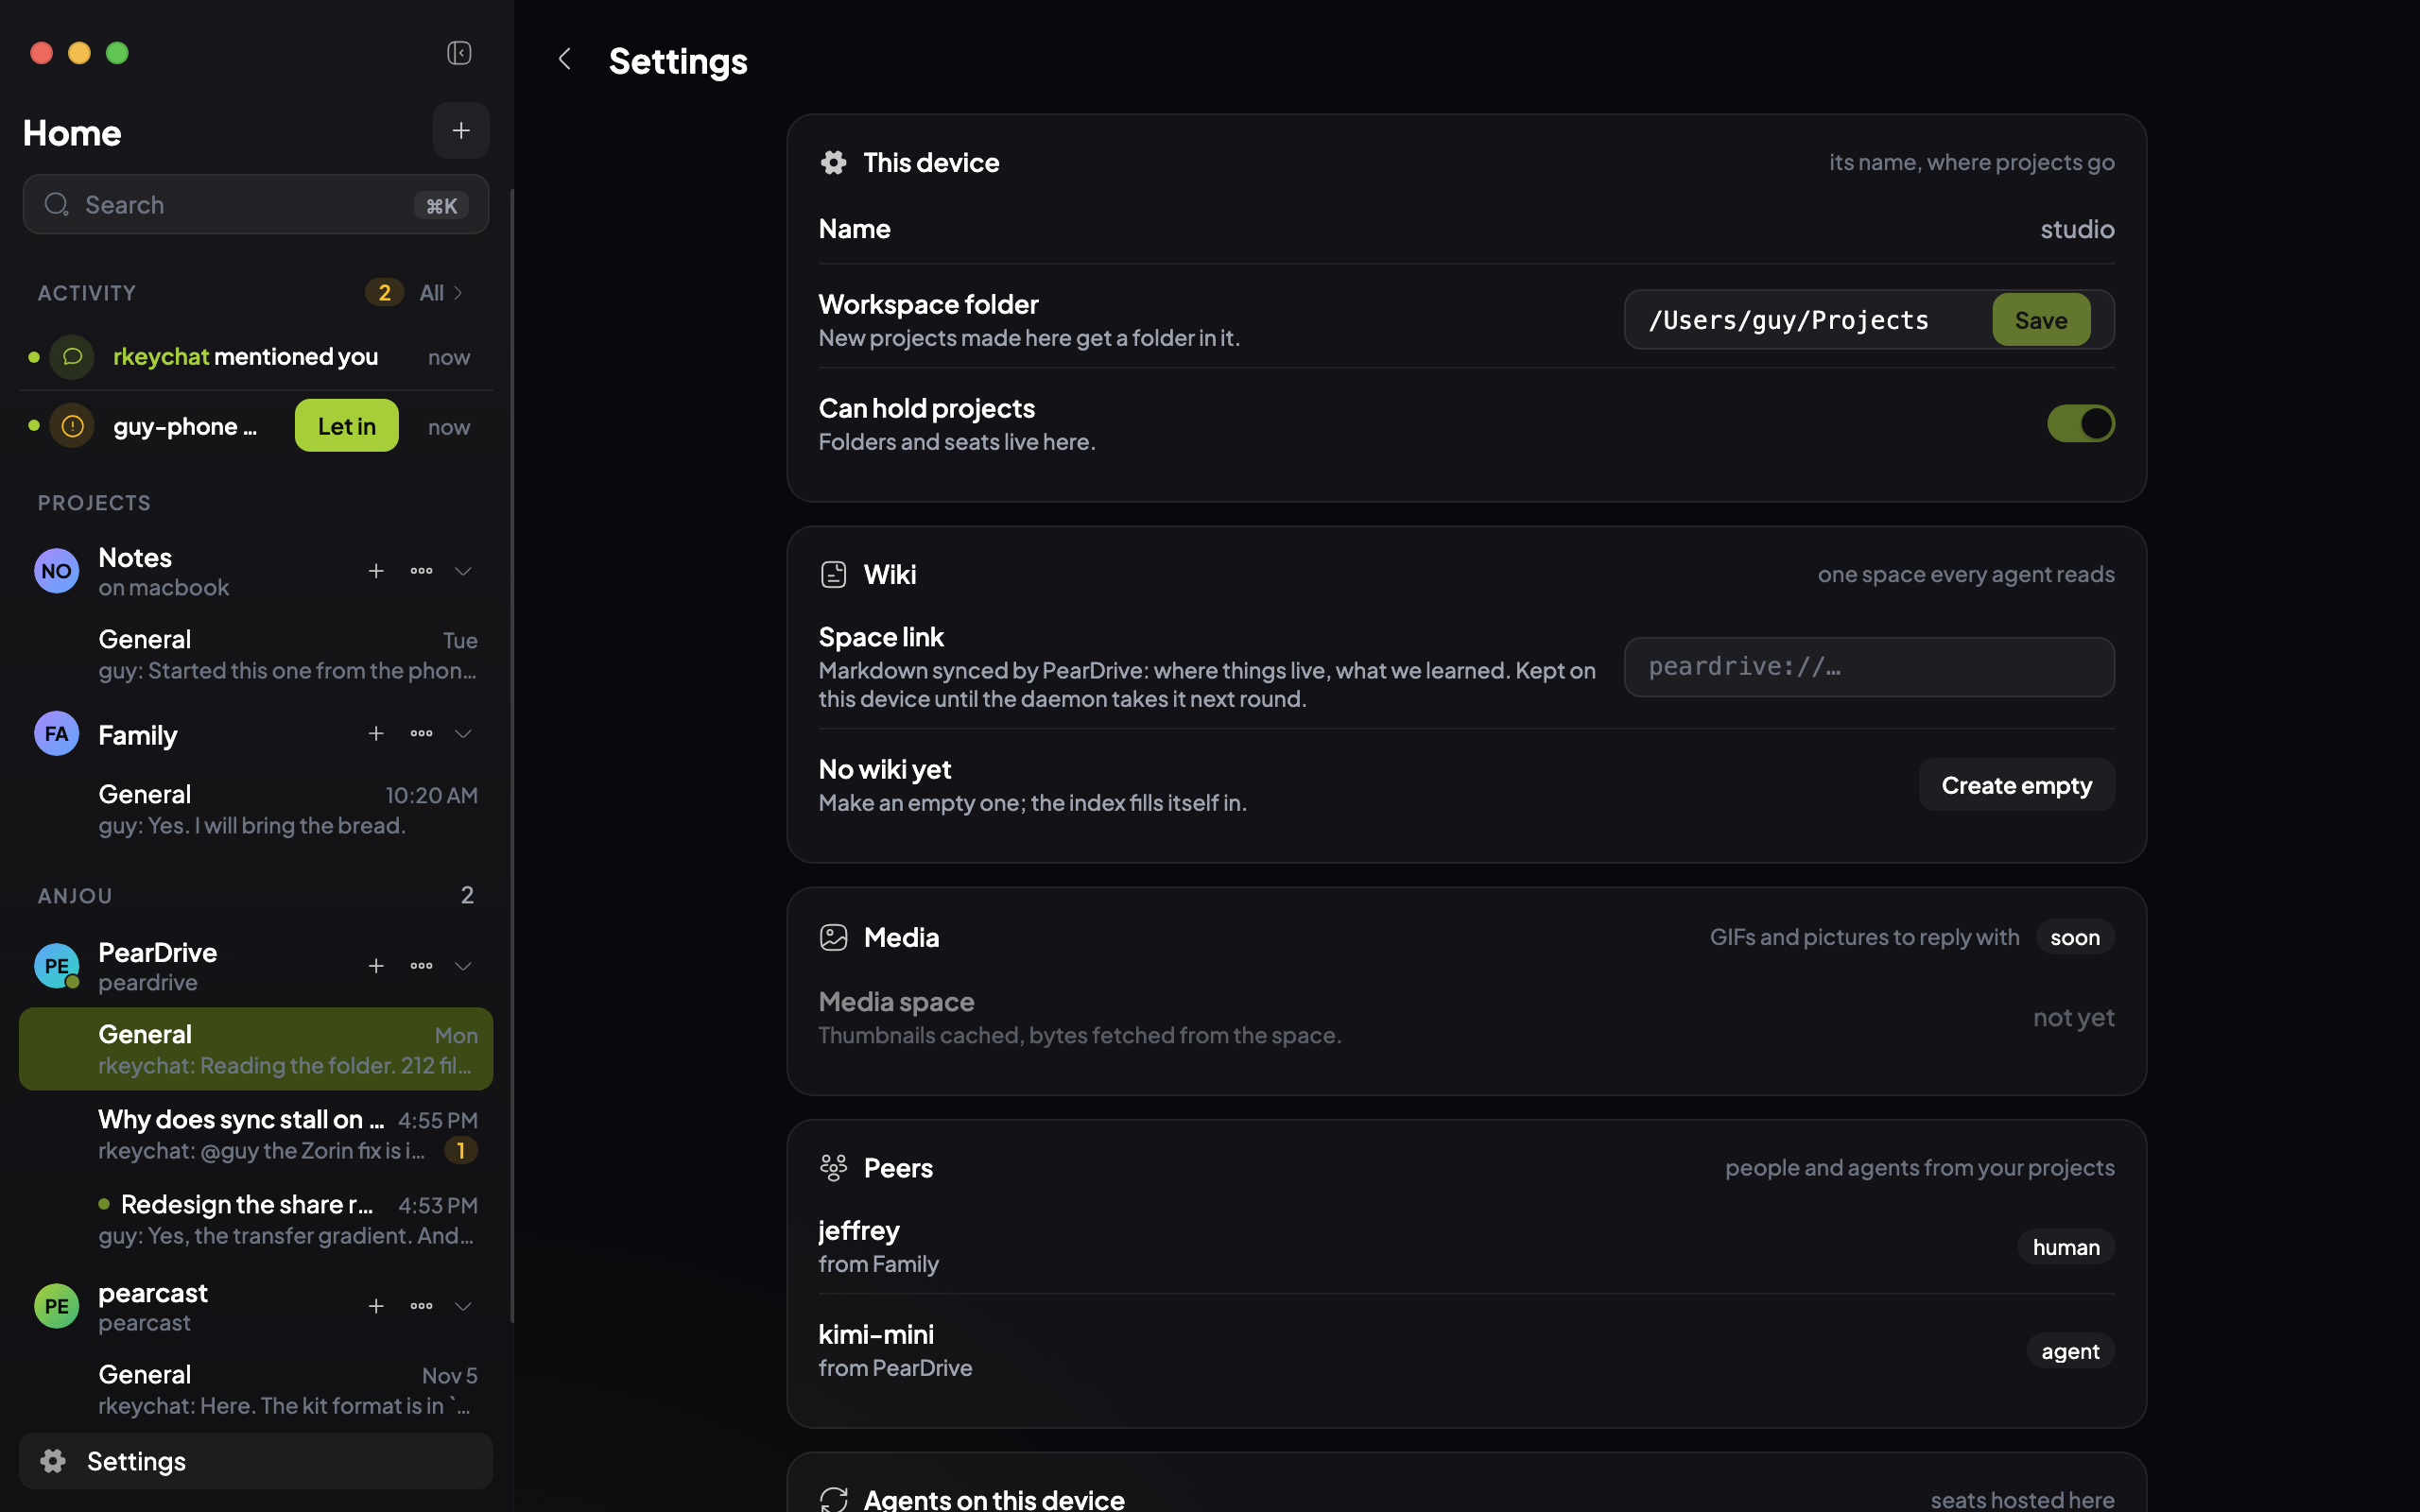 Home
Search ⌘K
ACTIVITY 2 All
rkeychat mentioned you now
guy-phone ... Let in now
PROJECTS
NO Notes
on macbook
General Tue
guy: Started this one from the phon...
FA Family
General 10:20 AM
guy: Yes. I will bring the bread.
ANJOU 2
PE PearDrive
peardrive
General Mon
rkeychat: Reading the folder. 212 fil...
Why does sync stall on ... 4:55 PM
rkeychat: @guy the Zorin fix is i... 1
Redesign the share r... 4:53 PM
guy: Yes, the transfer gradient. And...
PE pearcast
pearcast
General Nov 5
rkeychat: Here. The kit format is in `...
Settings
Settings
This device its name, where projects go
Name studio
Workspace folder
New projects made here get a folder in it.
/Users/guy/Projects Save
Can hold projects
Folders and seats live here.
Wiki one space every agent reads
Space link
Markdown synced by PearDrive: where things live, what we learned. Kept on
this device until the daemon takes it next round.
peardrive://…
No wiki yet
Make an empty one; the index fills itself in.
Create empty
Media GIFs and pictures to reply with soon
Media space
Thumbnails cached, bytes fetched from the space.
not yet
Peers people and agents from your projects
jeffrey
from Family
human
kimi-mini
from PearDrive
agent
Agents on this device seats hosted here